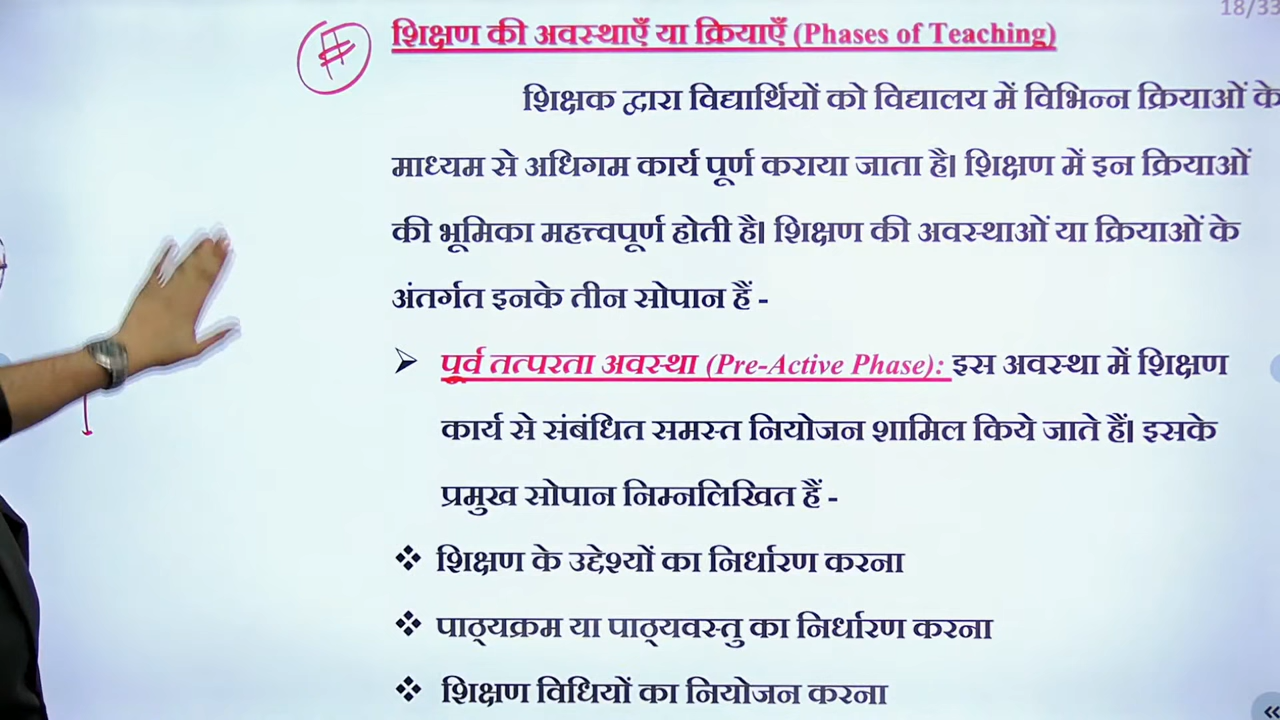 18/33
# शिक्षण की अवस्थाएँ या क्रियाएँ (Phases of Teaching)
शिक्षक द्वारा विद्यार्थियों को विद्यालय में विभिन्न क्रियाओं के
माध्यम से अधिगम कार्य पूर्ण कराया जाता है। शिक्षण में इन क्रियाओं
की भूमिका महत्त्वपूर्ण होती है। शिक्षण की अवस्थाओं या क्रियाओं के
अंतर्गत इनके तीन सोपान हैं -
➢ पूर्व तत्परता अवस्था (Pre-Active Phase): इस अवस्था में शिक्षण
कार्य से संबंधित समस्त नियोजन शामिल किये जाते हैं। इसके
प्रमुख सोपान निम्नलिखित हैं -
❖ शिक्षण के उद्देश्यों का निर्धारण करना
❖ पाठ्यक्रम या पाठ्यवस्तु का निर्धारण करना
❖ शिक्षण विधियों का नियोजन करना